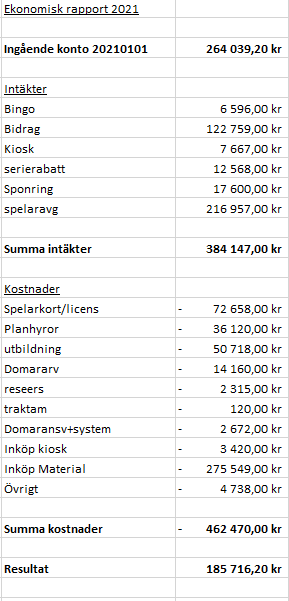 Ekonomisk rapport 2021
Ingående konto 20210101 264 039,20 kr
Intäkter
Bingo 6 596,00 kr
Bidrag 122 759,00 kr
Kiosk 7 667,00 kr
serierabatt 12 568,00 kr
Sponring 17 600,00 kr
spelaravg 216 957,00 kr
Summa intäkter 384 147,00 kr
Kostnader
Spelarkort/licens - 72 658,00 kr
Planhyror - 36 120,00 kr
utbildning - 50 718,00 kr
Domararv - 14 160,00 kr
reseers - 2 315,00 kr
traktam - 120,00 kr
Domaransv+system - 2 672,00 kr
Inköp kiosk - 3 420,00 kr
Inköp Material - 275 549,00 kr
Övrigt - 4 738,00 kr
Summa kostnader - 462 470,00 kr
Resultat 185 716,20 kr